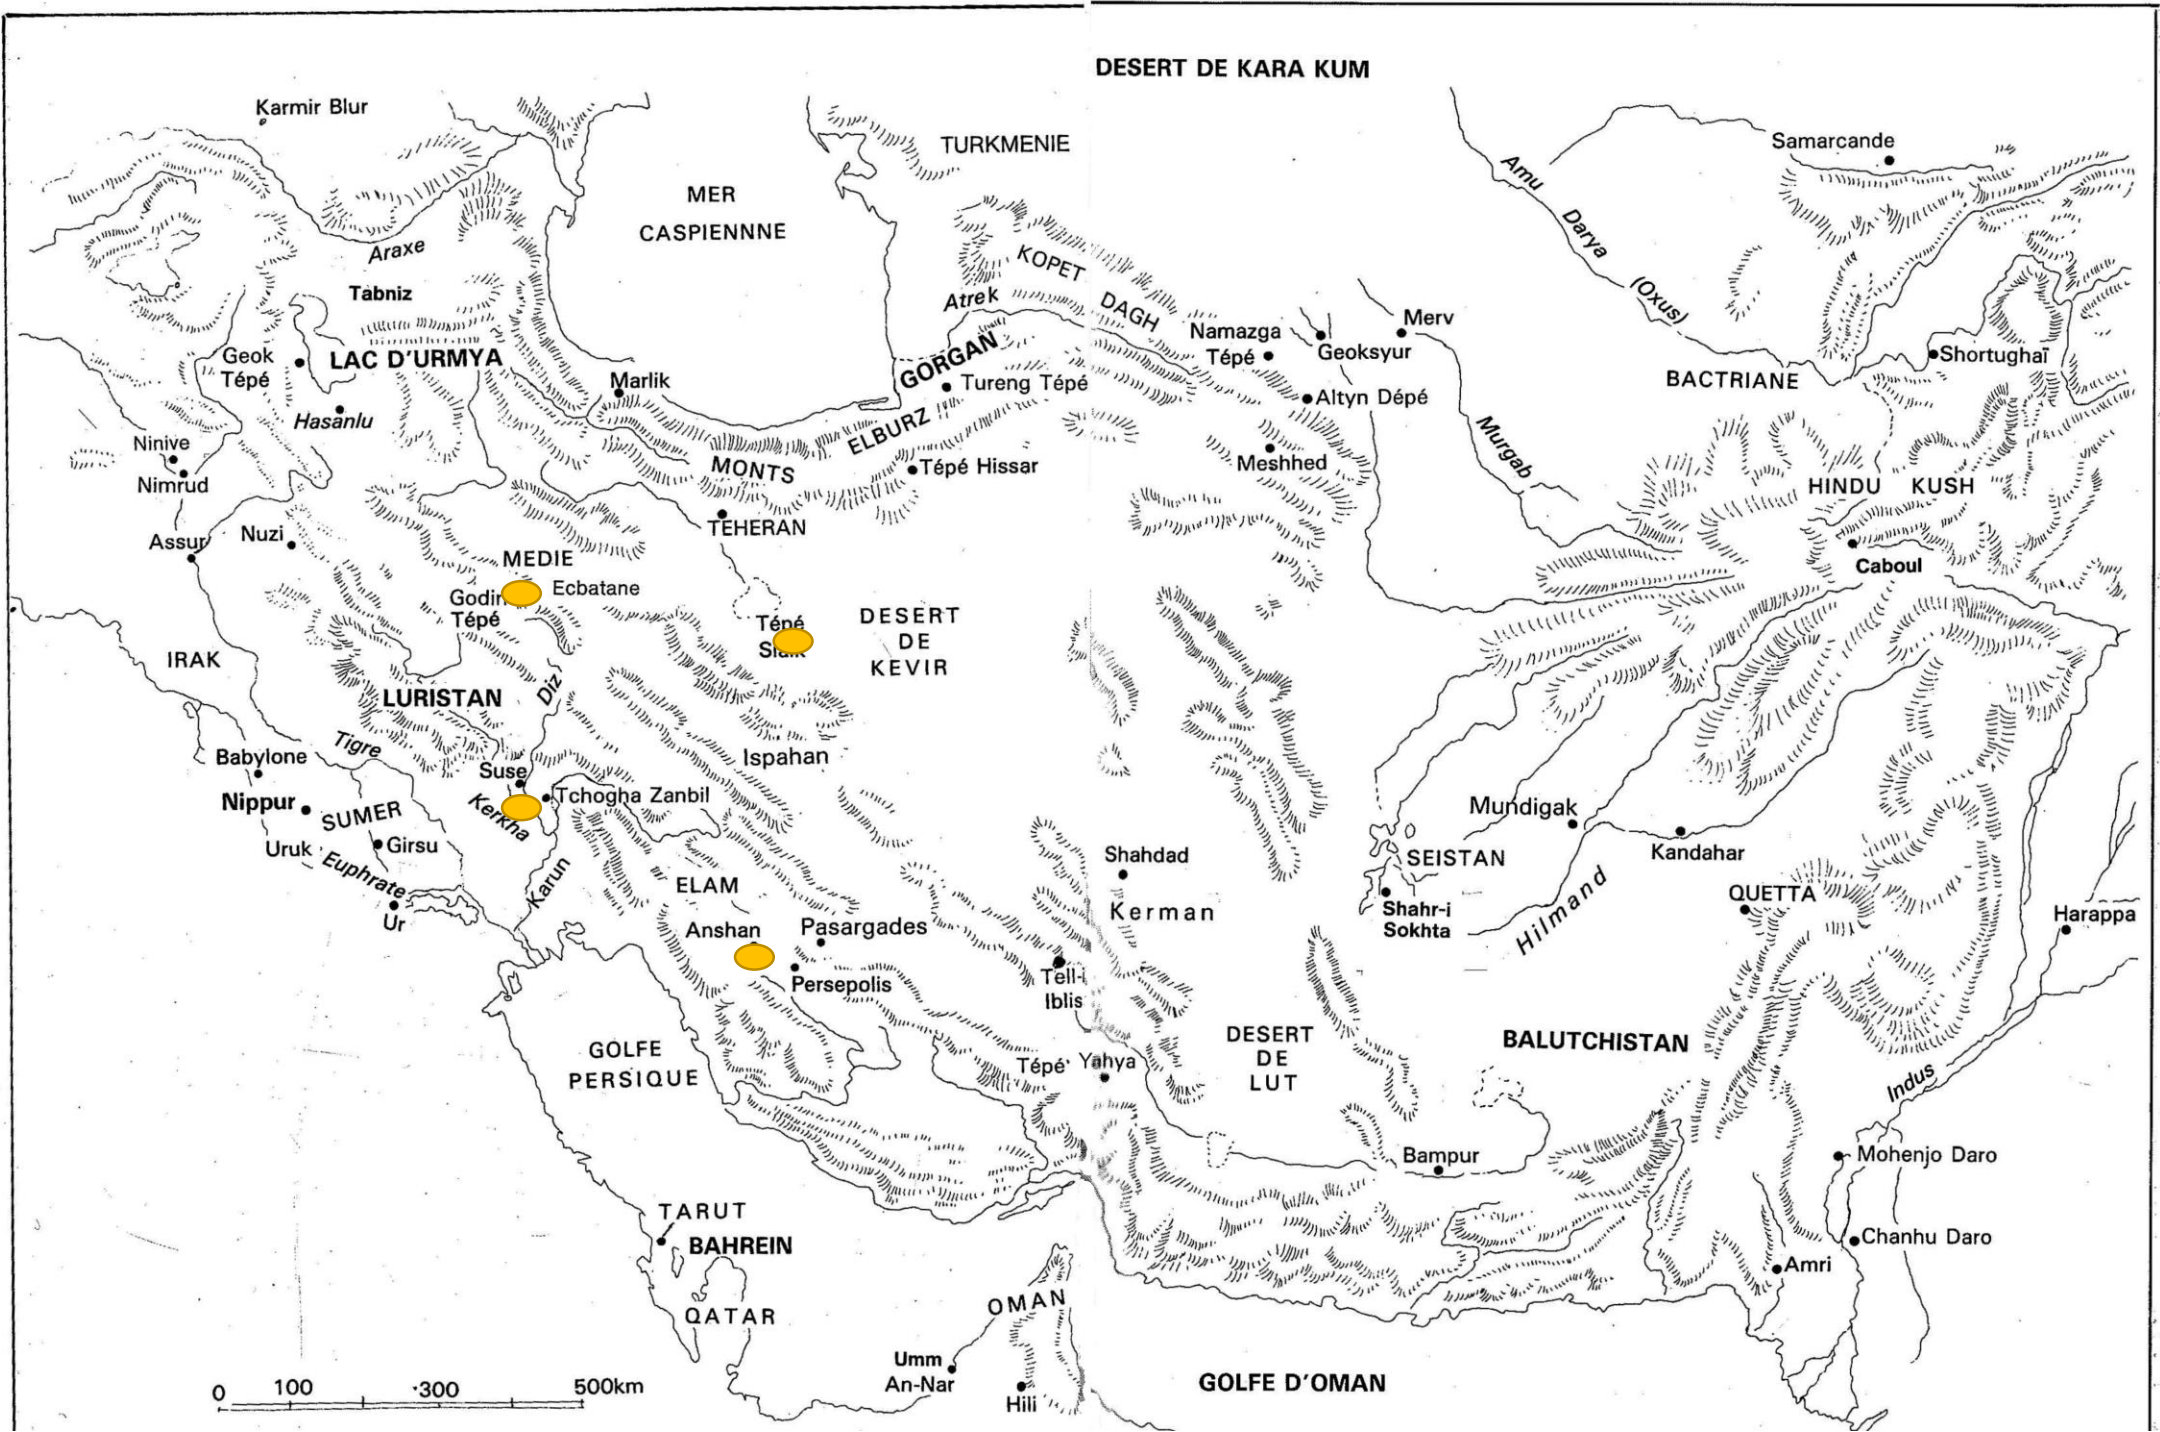 DESERT DE KARA KUM
Karmir Blur
TURKMENIE
Samarcande
MER
CASPIENNNE
Amu
Darya
(Oxus)
Araxe
KOPET
DAGH
Tabniz
Atrek
Namazga
Tépé
Merv
Geoksyur
Geok
Tépé
LAC D'URMYA
GORGAN
Shortughaï
BACTRIANE
Marlik
Tureng Tépé
Altyn Dépé
Hasanlu
ELBURZ
Murgab
Ninive
Nimrud
MONTS
Tépé Hissar
Meshhed
HINDU KUSH
TEHERAN
Nuzi
Assur
MEDIE
Caboul
Ecbatane
Godin
Tépé
Tépé
DESERT
DE
KEVIR
IRAK
LURISTAN
Diz
Tigre
Babylone
Ispahan
Suse
Nippur
SUMER
Kerkha
Tchogha Zanbil
Mundigak
Uruk
Girsu
Euphrate
Kandahar
Shahdad
SEISTAN
Karun
ELAM
Ur
Kerman
QUETTA
Shahr-i
Sokhta
Hilmand
Harappa
Anshan
Pasargades
Persepolis
Tell-i
Iblis
GOLFE
PERSIQUE
DESERT
DE
LUT
BALUTCHISTAN
Tépé Yahya
Indus
Bampur
Mohenjo Daro
TARUT
BAHREIN
Chanhu Daro
Amri
QATAR
OMAN
Umm
An-Nar
Hili
GOLFE D'OMAN
0 100 300 500km